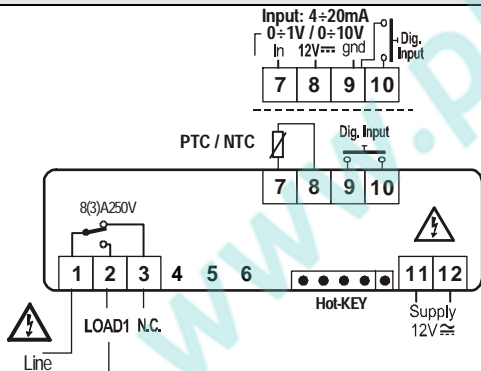 Input: 4÷20mA
0÷1V / 0÷10V
In 12V⎓ gnd
Dig. Input
7 8 9 10
PTC / NTC
Dig. Input
7 8 9 10
8(3)A250V
1 2 3 4 5 6
11 12
Hot-KEY
LOAD1 N.C.
Supply
12V≂
Line
www.p